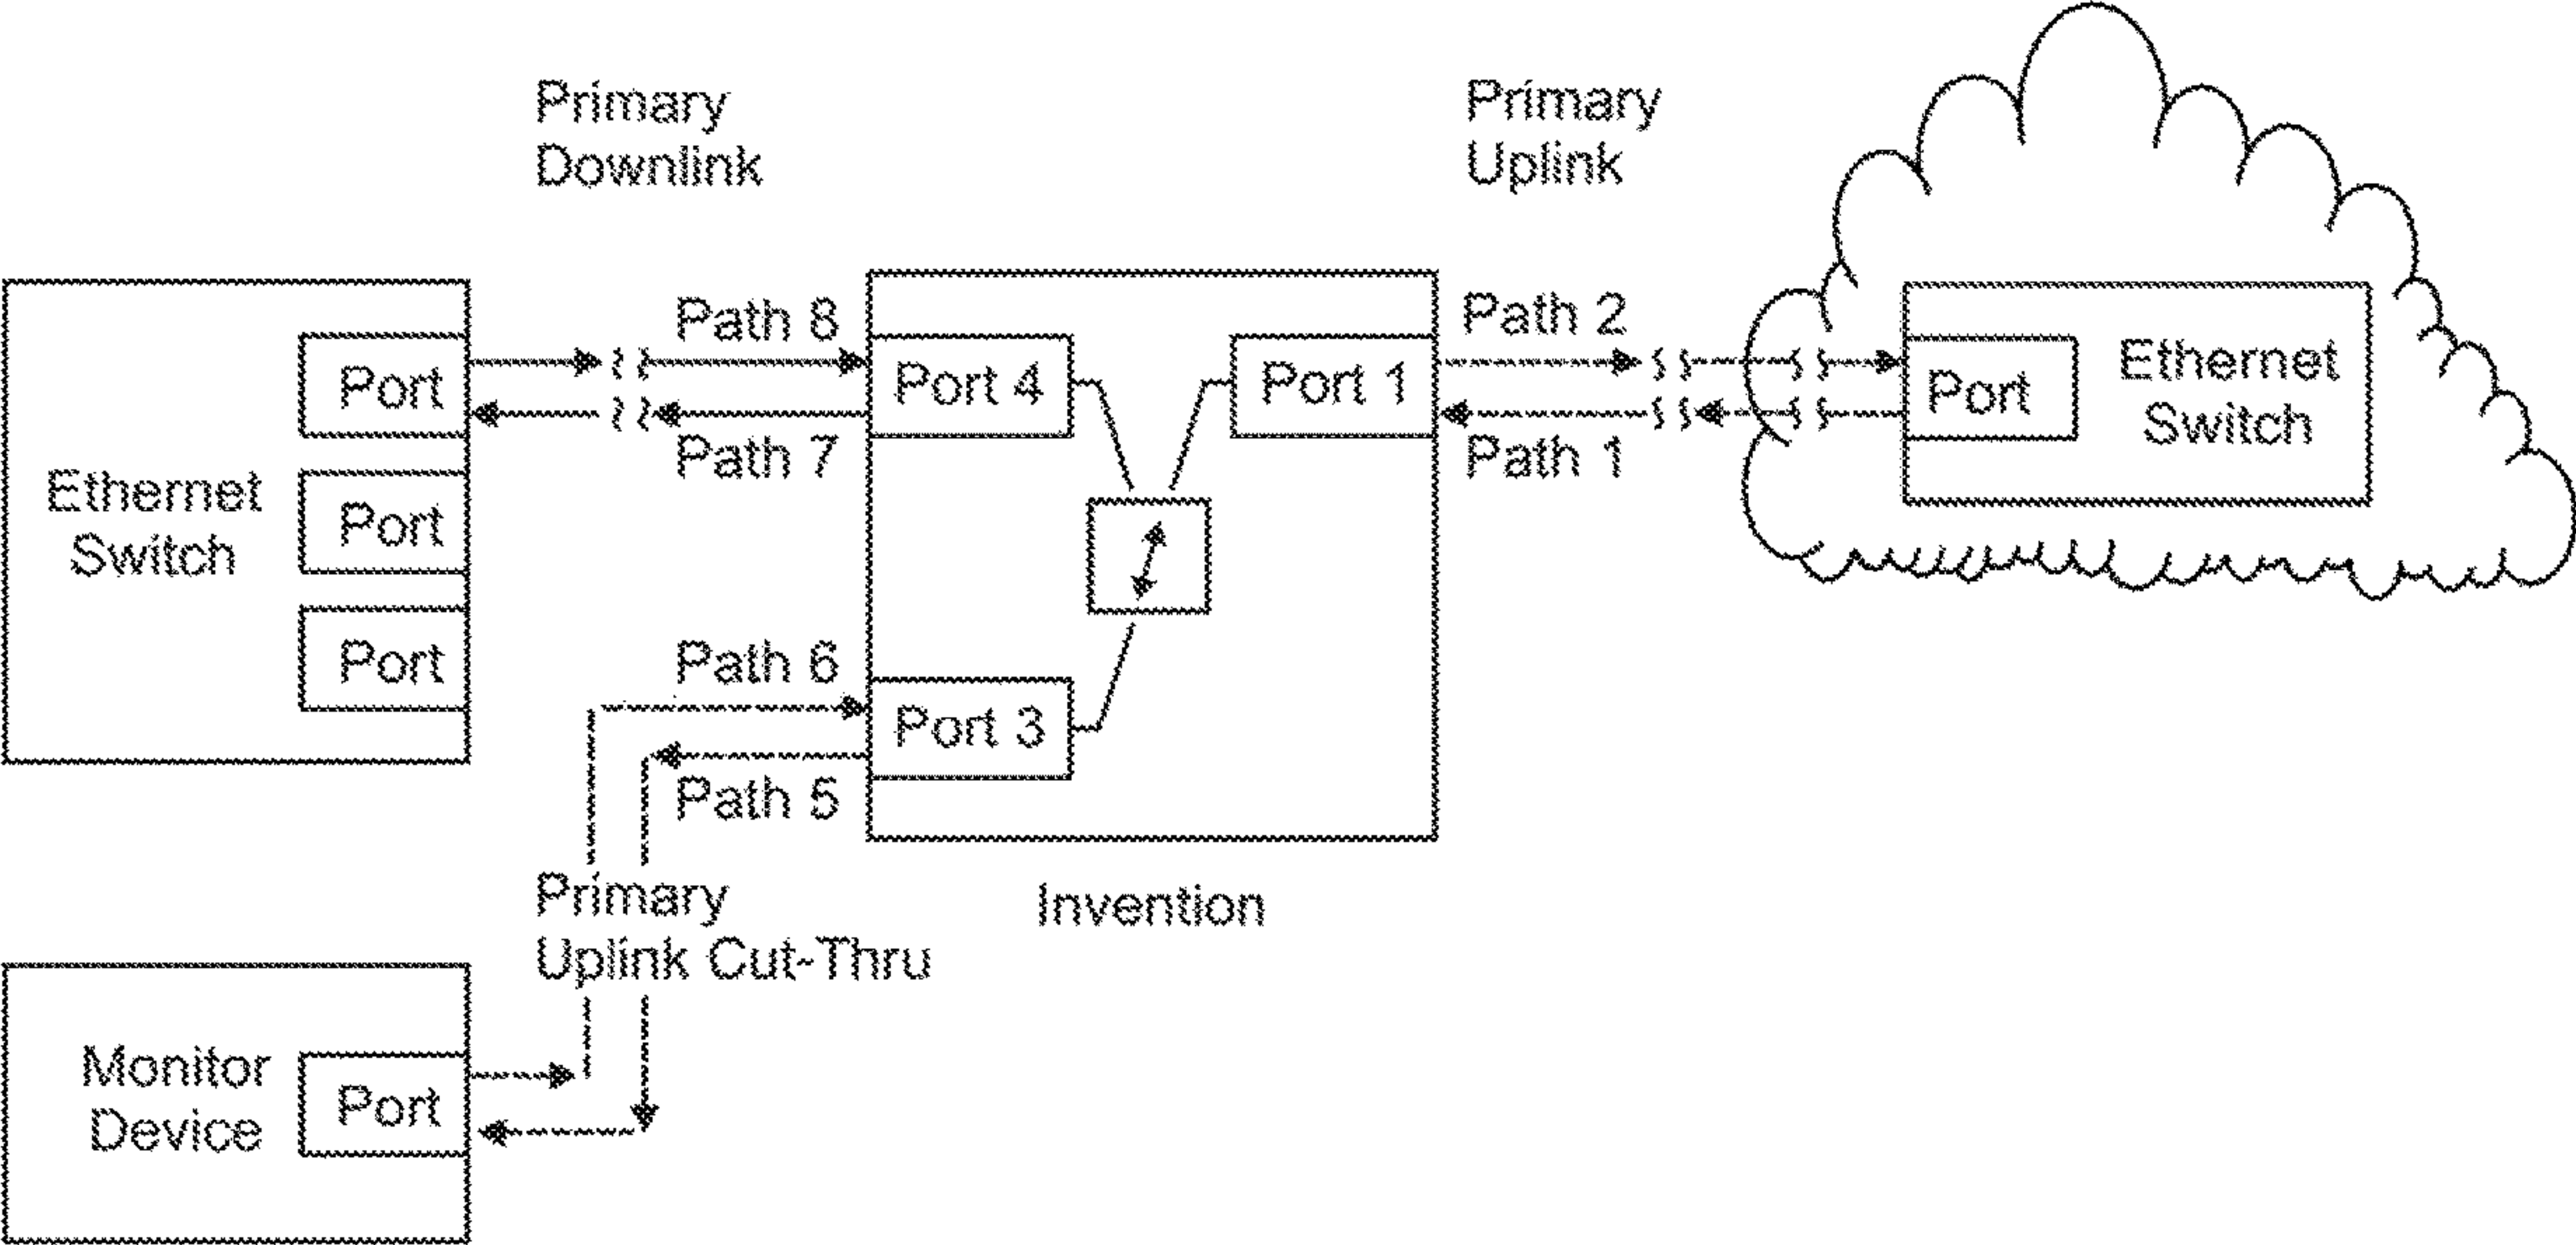 Primary
Downlink
Primary
Uplink
Ethernet
Switch
Port
Port
Port
Path 8
Path 7
Port 4
Port 1
Path 2
Path 1
Port
Ethernet
Switch
Path 6
Path 5
Port 3
Primary
Uplink Cut-Thru
Invention
Monitor
Device
Port